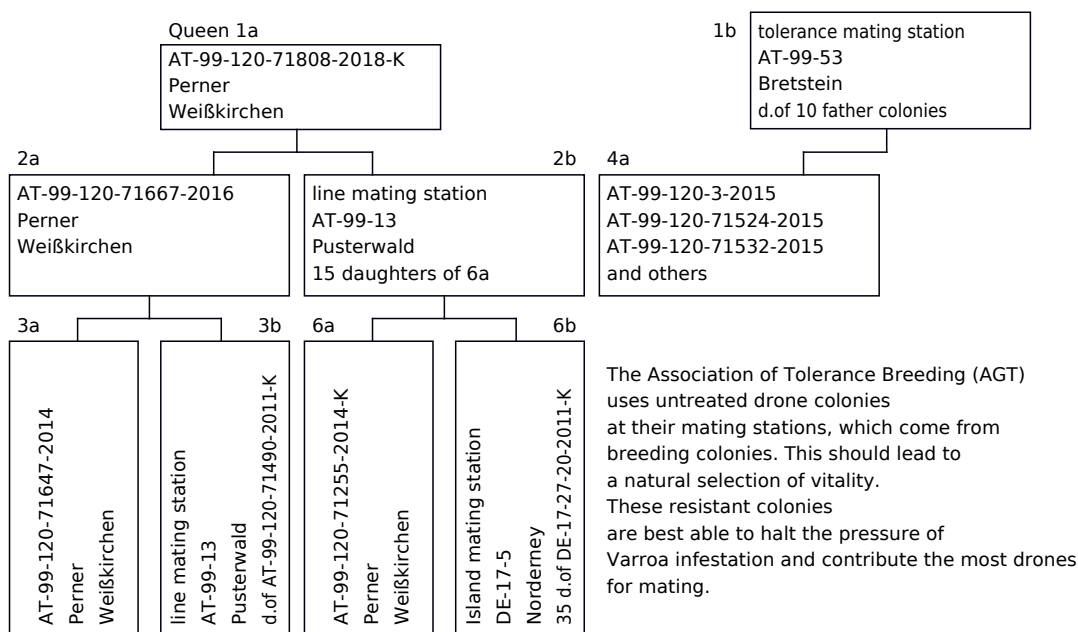 Queen 1a
AT-99-120-71808-2018-K
Perner
Weißkirchen
1b
tolerance mating station
AT-99-53
Bretstein
d.of 10 father colonies
2a
AT-99-120-71667-2016
Perner
Weißkirchen
2b
line mating station
AT-99-13
Pusterwald
15 daughters of 6a
4a
AT-99-120-3-2015
AT-99-120-71524-2015
AT-99-120-71532-2015
and others
3a
AT-99-120-71647-2014
Perner
Weißkirchen
3b
line mating station
AT-99-13
Pusterwald
d.of AT-99-120-71490-2011-K
6a
AT-99-120-71255-2014-K
Perner
Weißkirchen
6b
Island mating station
DE-17-5
Norderney
35 d.of DE-17-27-20-2011-K
The Association of Tolerance Breeding (AGT)
uses untreated drone colonies
at their mating stations, which come from
breeding colonies. This should lead to
a natural selection of vitality.
These resistant colonies
are best able to halt the pressure of
Varroa infestation and contribute the most drones
for mating.